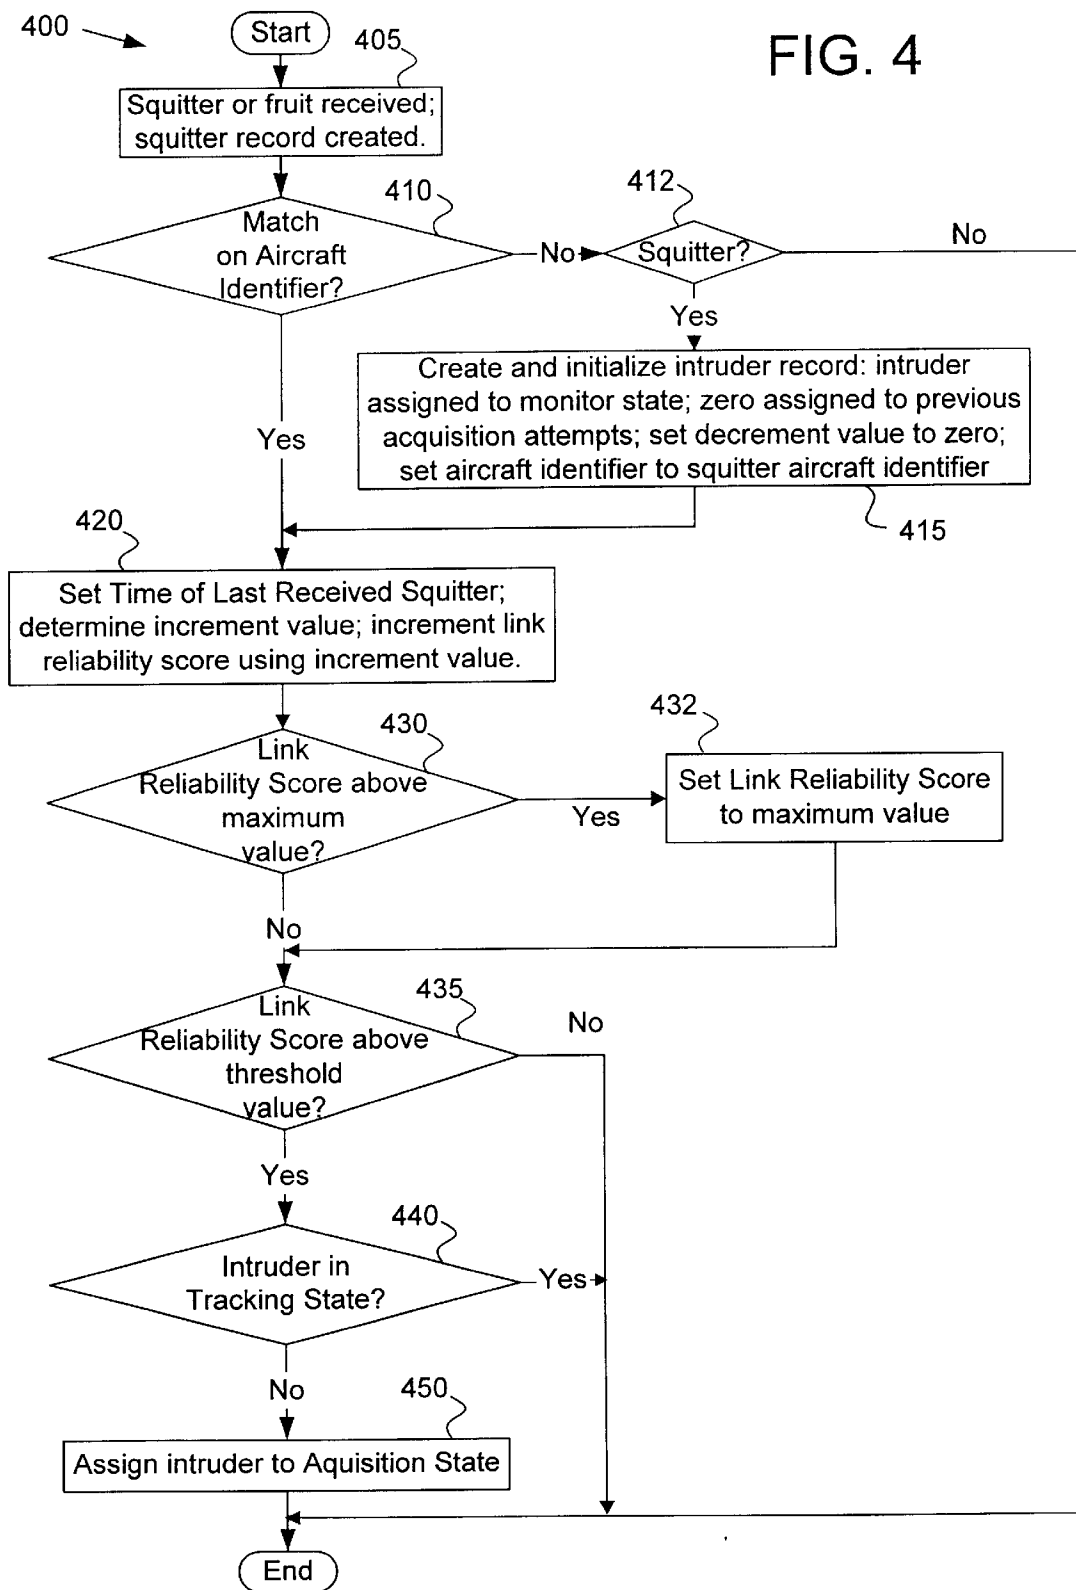 400
Start
405
FIG. 4
Squitter or fruit received;
squitter record created.
410
Match
on Aircraft
Identifier?
No
412
Squitter?
No
Yes
Create and initialize intruder record: intruder
assigned to monitor state; zero assigned to previous
acquisition attempts; set decrement value to zero;
set aircraft identifier to squitter aircraft identifier
415
Yes
420
Set Time of Last Received Squitter;
determine increment value; increment link
reliability score using increment value.
430
Link
Reliability Score above
maximum
value?
Yes
432
Set Link Reliability Score
to maximum value
No
435
Link
Reliability Score above
threshold
value?
No
Yes
440
Intruder in
Tracking State?
Yes
No
450
Assign intruder to Aquisition State
End